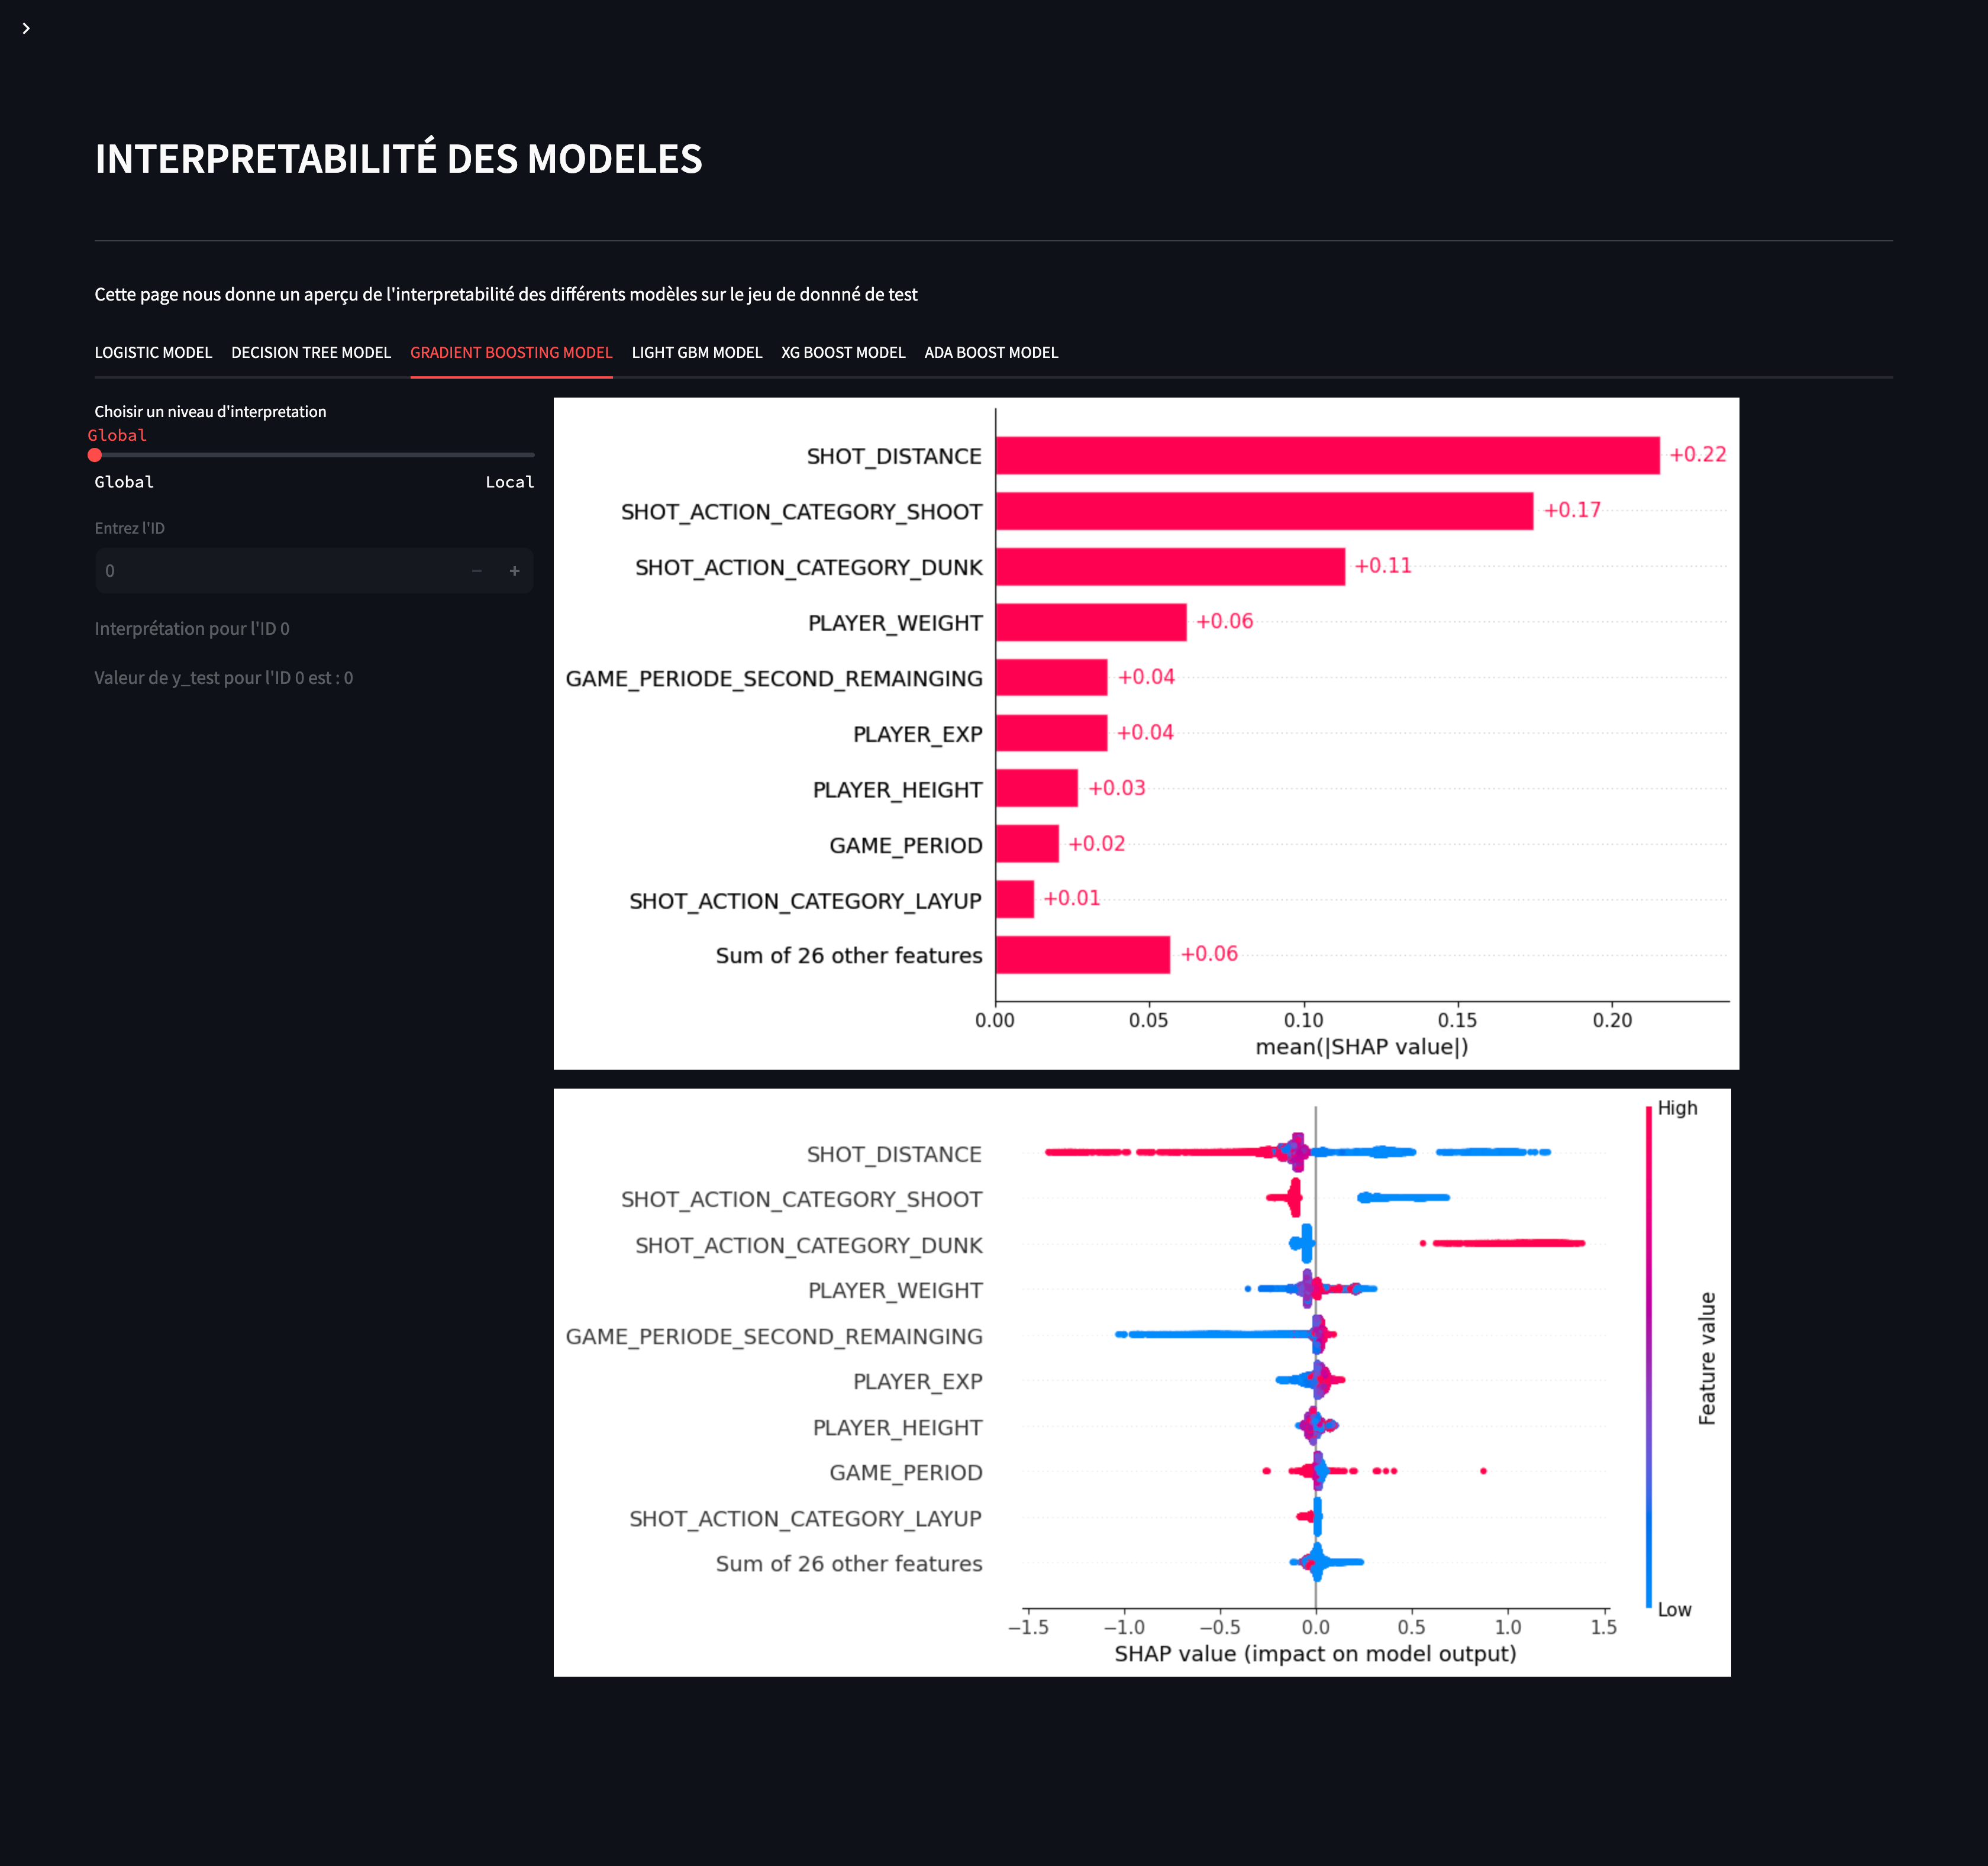 INTERPRETABILITÉ DES MODELES
Cette page nous donne un aperçu de l'interpretabilité des différents modèles sur le jeu de donnné de test
LOGISTIC MODEL DECISION TREE MODEL GRADIENT BOOSTING MODEL LIGHT GBM MODEL XG BOOST MODEL ADA BOOST MODEL
Choisir un niveau d'interpretation
Global
Global Local
Entrez l'ID
0
Interprétation pour l'ID 0
Valeur de y_test pour l'ID 0 est : 0
SHOT_DISTANCE +0.22
SHOT_ACTION_CATEGORY_SHOOT +0.17
SHOT_ACTION_CATEGORY_DUNK +0.11
PLAYER_WEIGHT +0.06
GAME_PERIODE_SECOND_REMAINGING +0.04
PLAYER_EXP +0.04
PLAYER_HEIGHT +0.03
GAME_PERIOD +0.02
SHOT_ACTION_CATEGORY_LAYUP +0.01
Sum of 26 other features +0.06
0.00 0.05 0.10 0.15 0.20
mean(|SHAP value|)
High
SHOT_DISTANCE
SHOT_ACTION_CATEGORY_SHOOT
SHOT_ACTION_CATEGORY_DUNK
PLAYER_WEIGHT
GAME_PERIODE_SECOND_REMAINGING
PLAYER_EXP
PLAYER_HEIGHT
GAME_PERIOD
SHOT_ACTION_CATEGORY_LAYUP
Sum of 26 other features
Feature value
Low
−1.5 −1.0 −0.5 0.0 0.5 1.0 1.5
SHAP value (impact on model output)